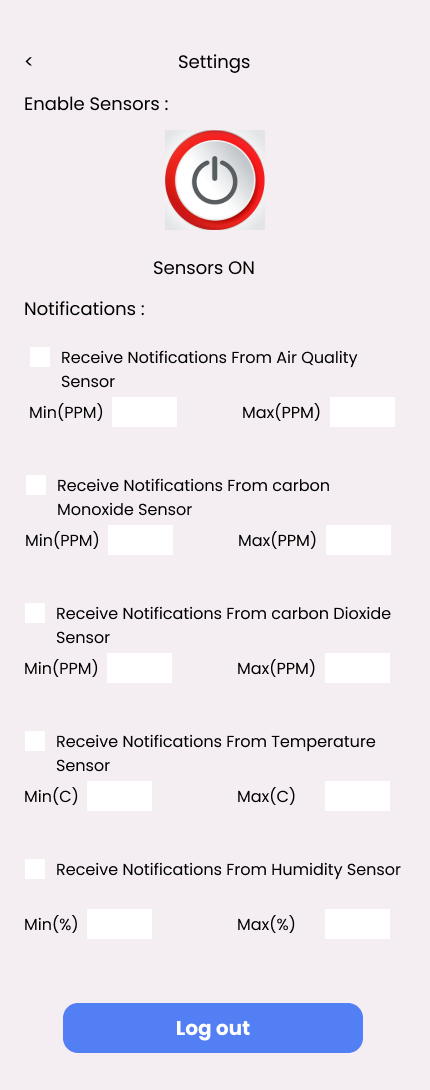 < Settings
Enable Sensors :
Sensors ON
Notifications :
Receive Notifications From Air Quality
Sensor
Min(PPM) Max(PPM)
Receive Notifications From carbon
Monoxide Sensor
Min(PPM) Max(PPM)
Receive Notifications From carbon Dioxide
Sensor
Min(PPM) Max(PPM)
Receive Notifications From Temperature
Sensor
Min(C) Max(C)
Receive Notifications From Humidity Sensor
Min(%) Max(%)
Log out